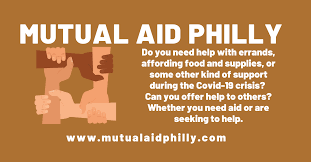 MUTUAL AID PHILLY
Do you need help with errands,
affording food and supplies, or
some other kind of support
during the Covid-19 crisis?
Can you offer help to others?
Whether you need aid or are
seeking to help.
www.mutualaidphilly.com